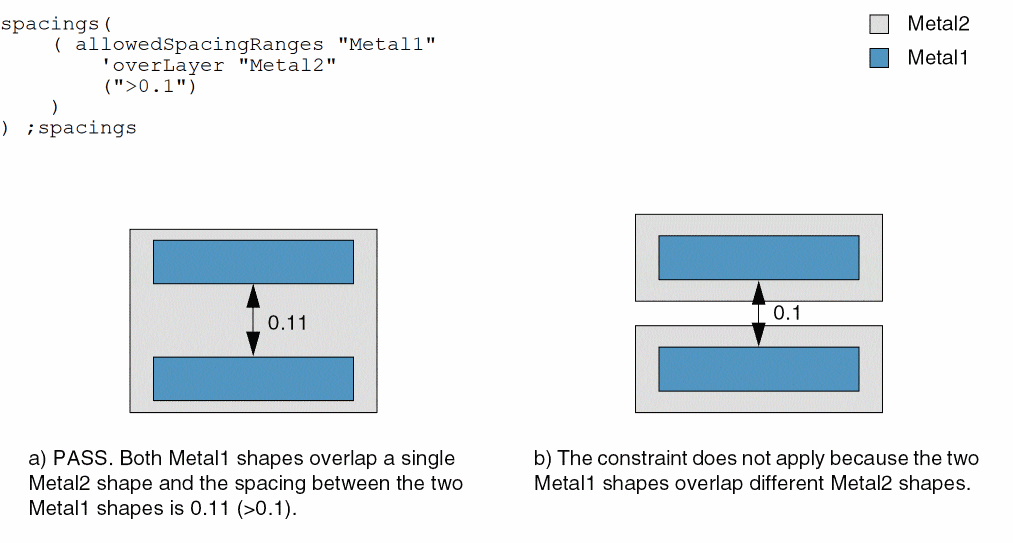 spacings(
( allowedSpacingRanges "Metal1"
'overLayer "Metal2"
(">0.1")
)
) ;spacings
Metal2
Metal1
0.11
0.1
a) PASS. Both Metal1 shapes overlap a single
Metal2 shape and the spacing between the two
Metal1 shapes is 0.11 (>0.1).
b) The constraint does not apply because the two
Metal1 shapes overlap different Metal2 shapes.